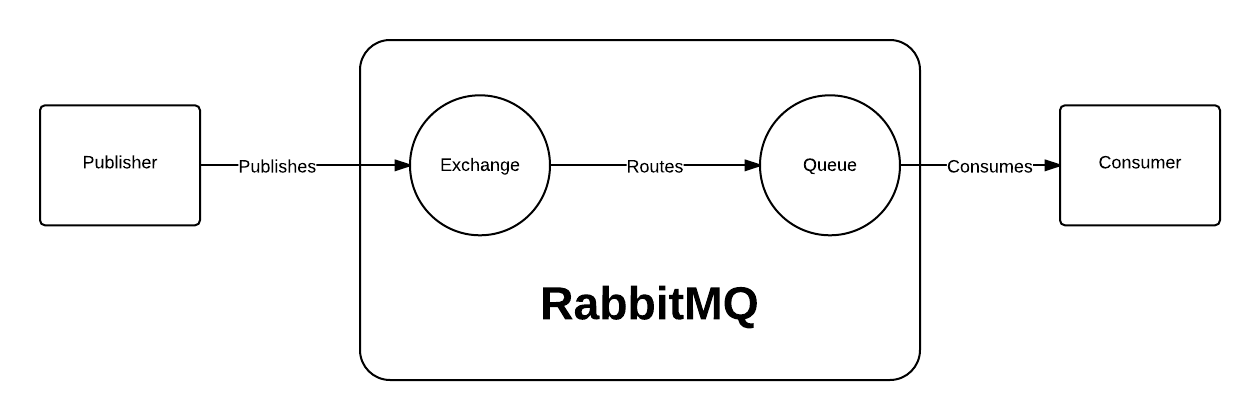 Publisher
Publishes
Exchange
Routes
Queue
Consumes
Consumer
RabbitMQ